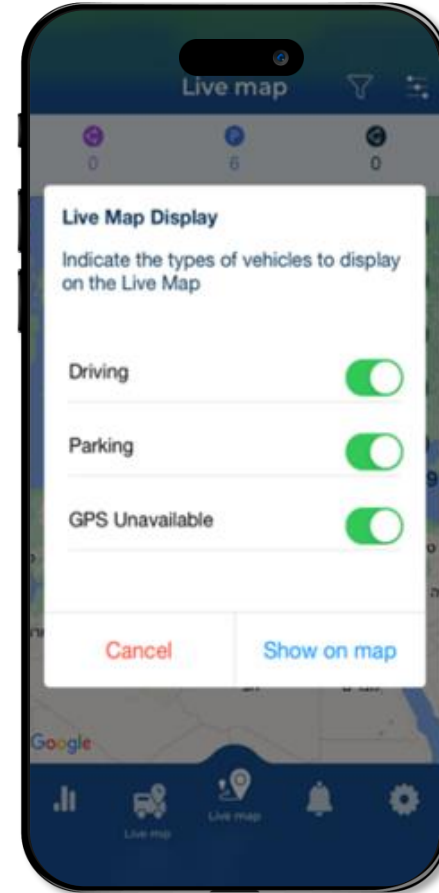 Live map
P
0
6
0
Live Map Display
Indicate the types of vehicles to display
on the Live Map
Driving
Parking
GPS Unavailable
Cancel
Show on map
Google
Live map
Live map